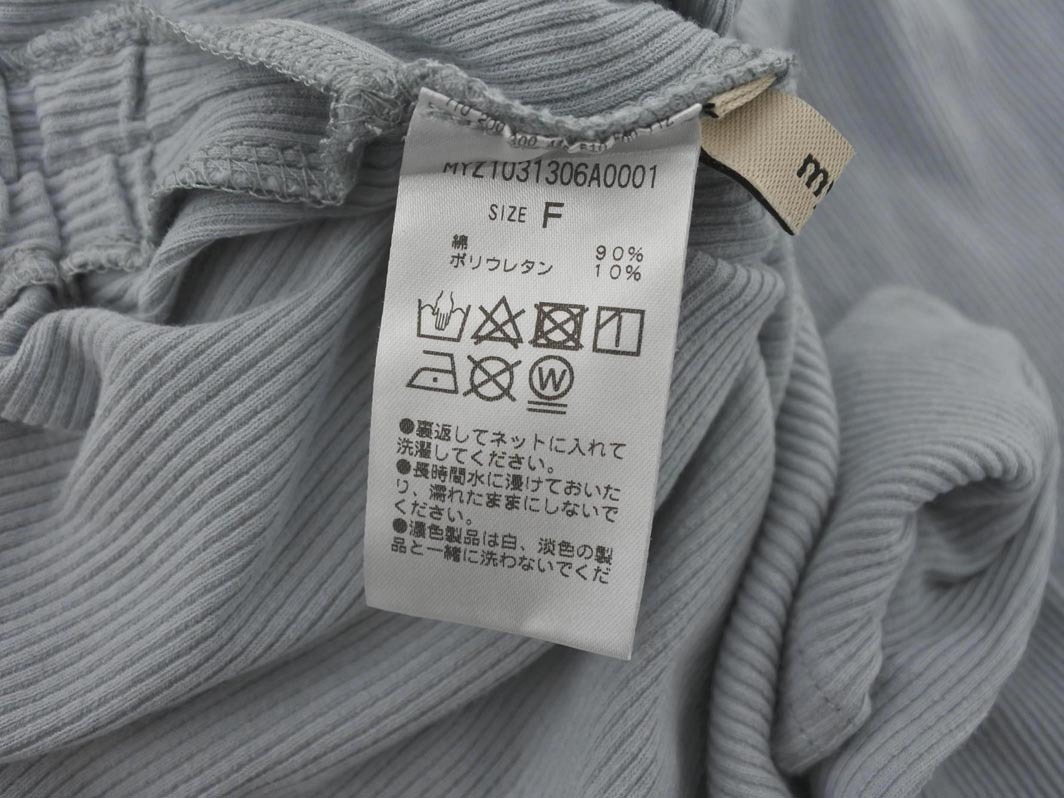 MYZ1031306A0001
SIZE F
綿 90%
ポリウレタン 10%
W
●裏返してネットに入れて
洗濯してください。
●長時間水に浸けておいた
り、濡れたままにしないで
ください。
●濃色製品は白、淡色の製
品と一緒に洗わないでくだ
m